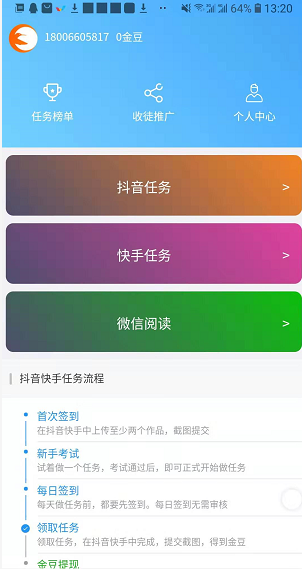 64% 13:20
18006605817 0金豆
任务榜单 收徒推广 个人中心
抖音任务 >
快手任务 >
微信阅读 >
抖音快手任务流程
首次签到
在抖音快手中上传至少两个作品，截图提交
新手考试
试着做一个任务，考试通过后，即可正式开始做任务
每日签到
每天做任务前，都要先签到。每日签到无需审核
领取任务
领取任务，在抖音快手中完成，提交截图，得到金豆
金豆提现